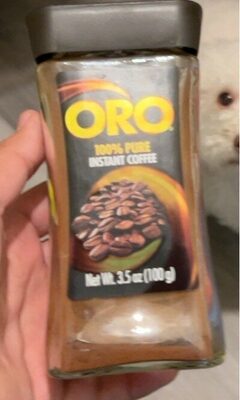 ORO
100% PURE
INSTANT COFFEE
Net Wt. 3.5 oz (100 g)